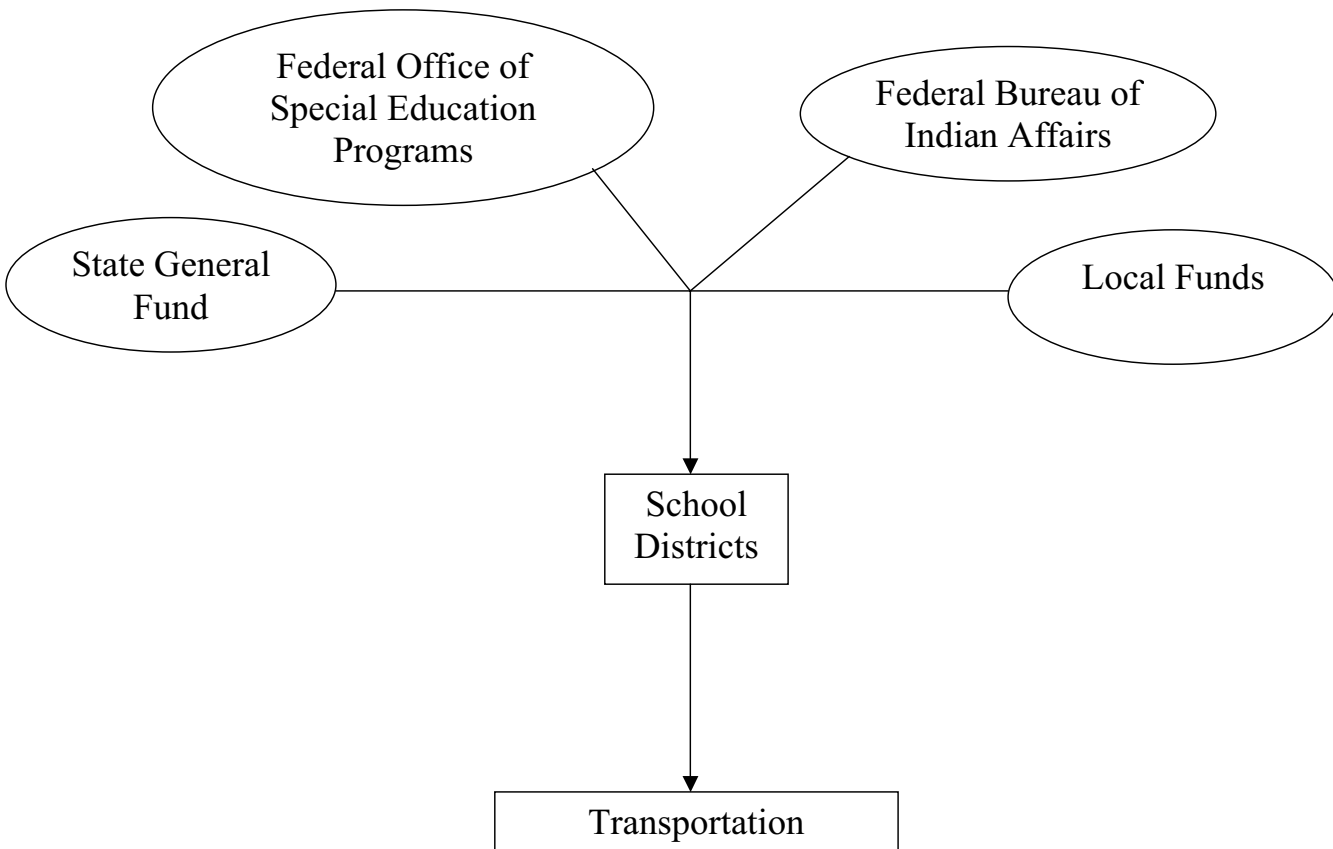 Federal Office of
Special Education
Programs
Federal Bureau of
Indian Affairs
State General
Fund
Local Funds
School
Districts
Transportation